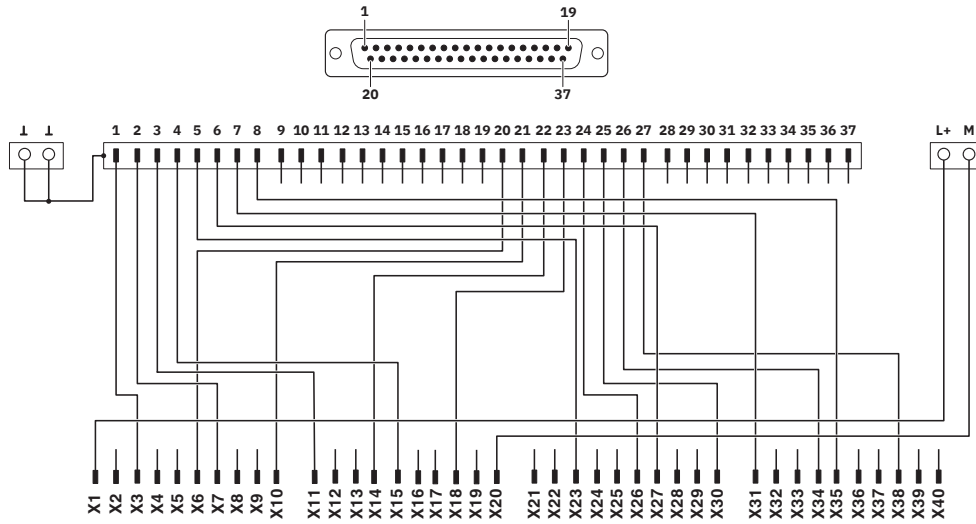 1 19
20 37
⊥ ⊥ 1 2 3 4 5 6 7 8 9 10 11 12 13 14 15 16 17 18 19 20 21 22 23 24 25 26 27 28 29 30 31 32 33 34 35 36 37 L+ M
X1 X2 X3 X4 X5 X6 X7 X8 X9 X10 X11 X12 X13 X14 X15 X16 X17 X18 X19 X20 X21 X22 X23 X24 X25 X26 X27 X28 X29 X30 X31 X32 X33 X34 X35 X36 X37 X38 X39 X40